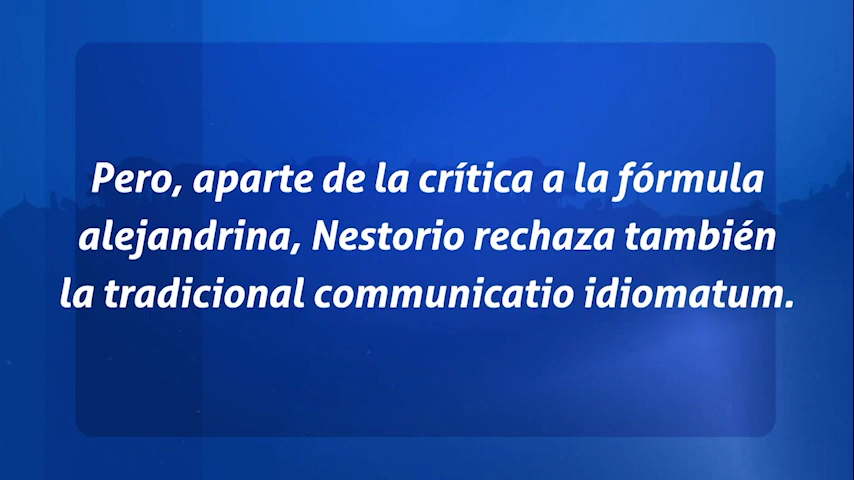 Pero, aparte de la crítica a la fórmula
alejandrina, Nestorio rechaza también
la tradicional communicatio idiomatum.